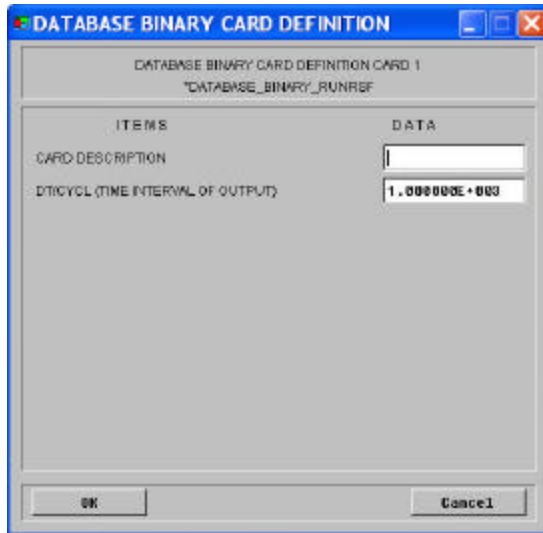 DATABASE BINARY CARD DEFINITION
DATABASE BINARY CARD DEFINITION CARD 1
*DATABASE_BINARY_RUNRSF
ITEMS DATA
CARD DESCRIPTION
DT/CYCL (TIME INTERVAL OF OUTPUT) 1.000000E+003
OK Cancel